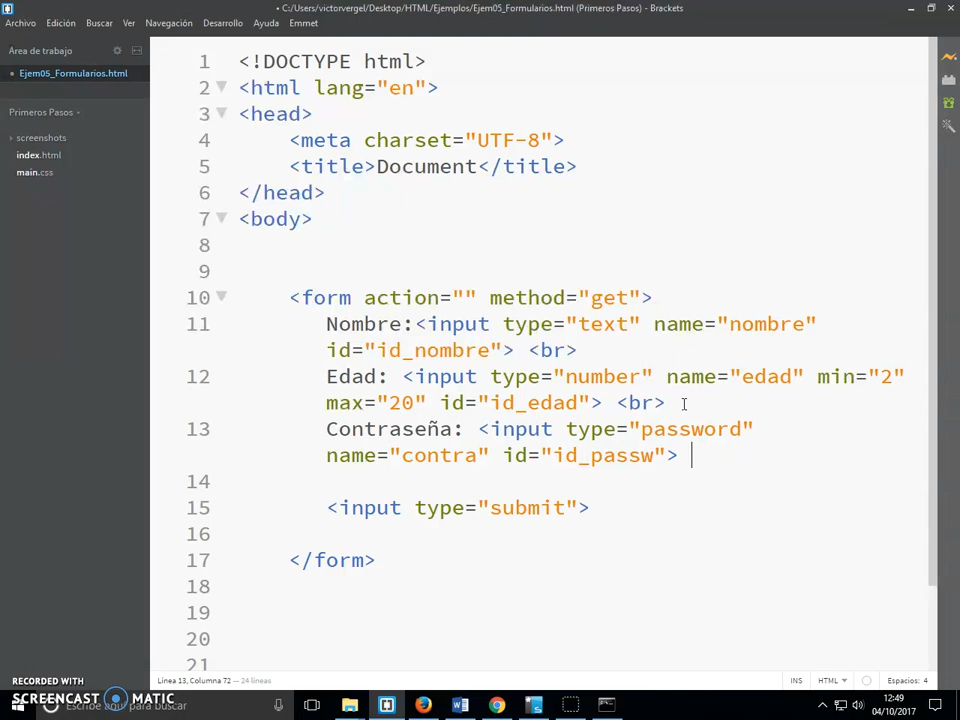 • C:/Users/victorvergel/Desktop/HTML/Ejemplos/Ejem05_Formularios.html (Primeros Pasos) - Brackets
Archivo Edición Buscar Ver Navegación Desarrollo Ayuda Emmet
Área de trabajo
• Ejem05_Formularios.html
Primeros Pasos
screenshots
index.html
main.css
1 <!DOCTYPE html>
2 <html lang="en">
3 <head>
4 <meta charset="UTF-8">
5 <title>Document</title>
6 </head>
7 <body>
8
9
10 <form action="" method="get">
11 Nombre:<input type="text" name="nombre"
id="id_nombre"> <br>
12 Edad: <input type="number" name="edad" min="2"
max="20" id="id_edad"> <br>
13 Contraseña: <input type="password"
name="contra" id="id_passw">
14
15 <input type="submit">
16
17 </form>
18
19
20
21
Línea 13, Columna 72 — 24 líneas INS HTML Espacios: 4
RECORDED WITH
SCREENCAST MATIC
Escribe aquí para buscar
12:49
04/10/2017